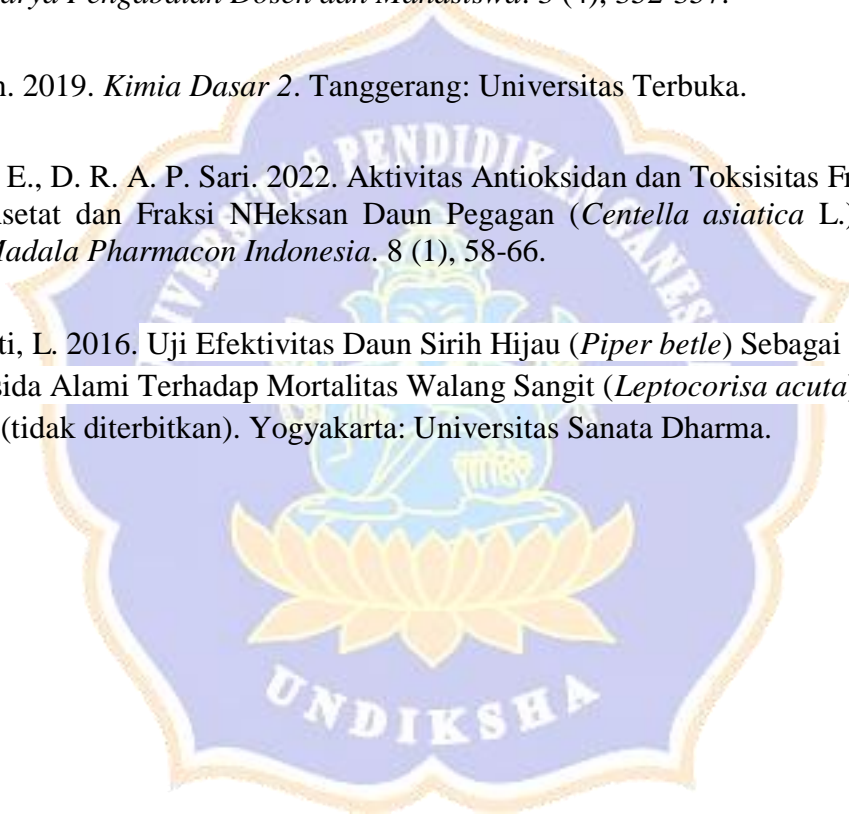 arya Pengabdian Dosen dan Mahasiswa. 3 (4), 332-337.
n. 2019. Kimia Dasar 2. Tanggerang: Universitas Terbuka.
E., D. R. A. P. Sari. 2022. Aktivitas Antioksidan dan Toksisitas Fr
setat dan Fraksi NHeksan Daun Pegagan (Centella asiatica L.)
Madala Pharmacon Indonesia. 8 (1), 58-66.
ti, L. 2016. Uji Efektivitas Daun Sirih Hijau (Piper betle) Sebagai
sida Alami Terhadap Mortalitas Walang Sangit (Leptocorisa acuta)
(tidak diterbitkan). Yogyakarta: Universitas Sanata Dharma.
UNIVERSITAS PENDIDIKAN GANESHA
UNDIKSHA